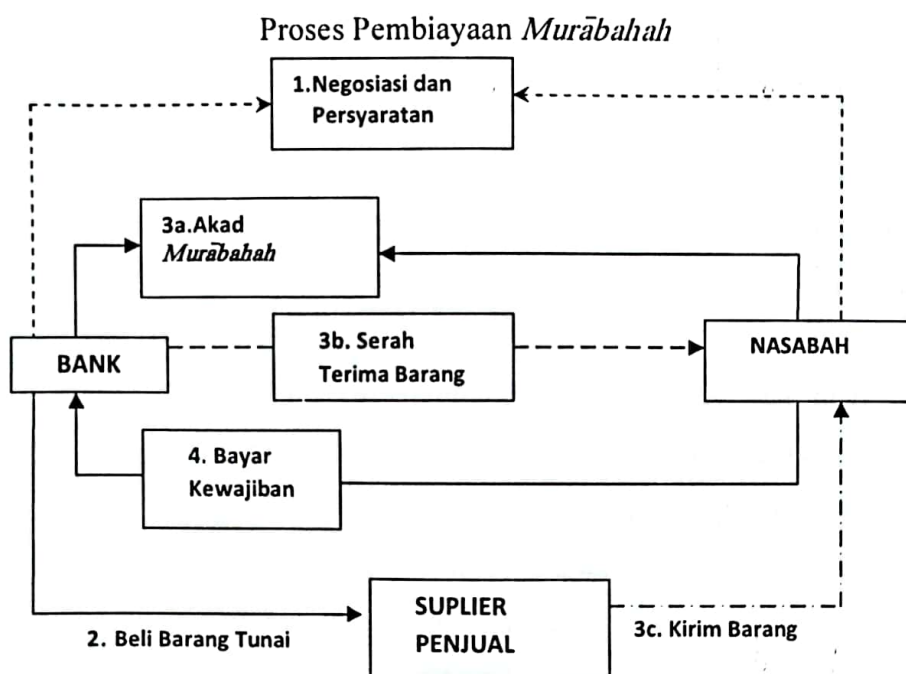 Proses Pembiayaan Murābahah
1.Negosiasi dan
Persyaratan
3a.Akad
Murābahah
3b. Serah
Terima Barang
BANK
NASABAH
4. Bayar
Kewajiban
SUPLIER
PENJUAL
2. Beli Barang Tunai
3c. Kirim Barang